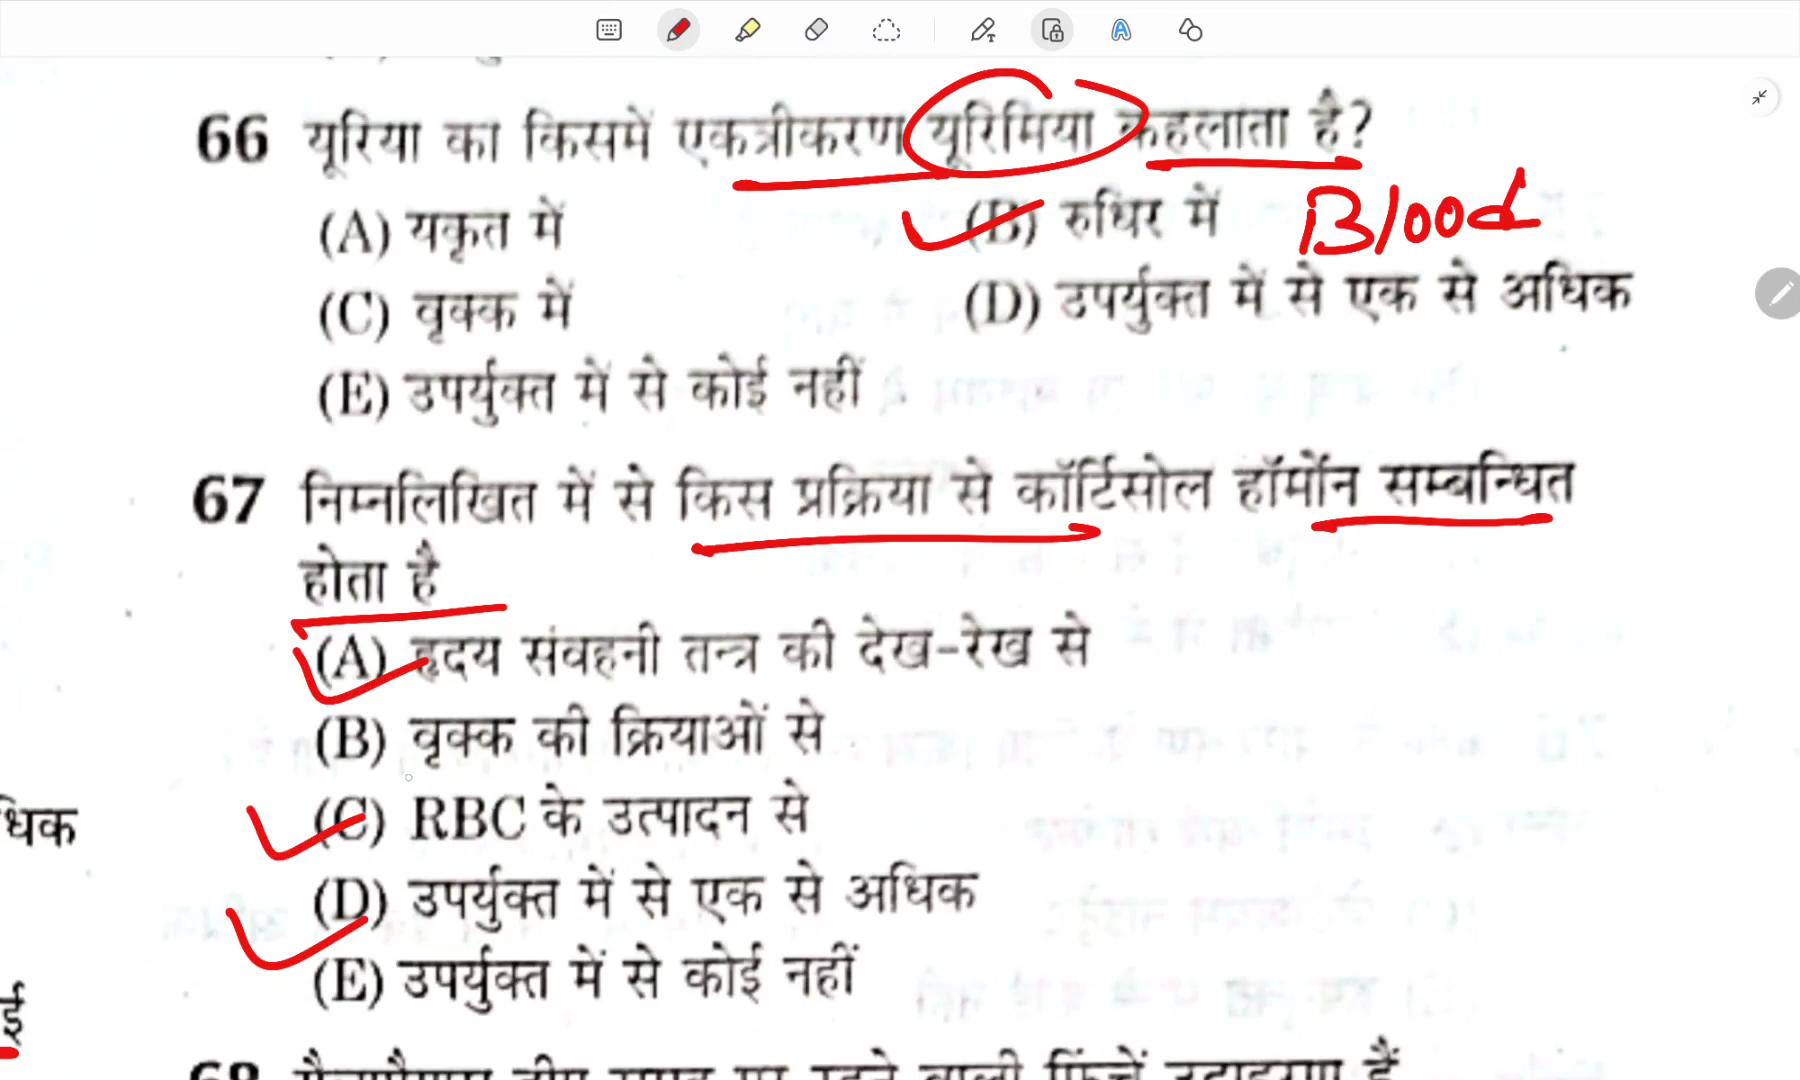 66 यूरिया का किसमें एकत्रीकरण यूरिमिया कहलाता है?
(A) यकृत में (B) रुधिर में Blood
(C) वृक्क में (D) उपर्युक्त में से एक से अधिक
(E) उपर्युक्त में से कोई नहीं
67 निम्नलिखित में से किस प्रक्रिया से कॉर्टिसोल हॉर्मोन सम्बन्धित
होता है
(A) हृदय संवहनी तन्त्र की देख-रेख से
(B) वृक्क की क्रियाओं से
(C) RBC के उत्पादन से
धिक
(D) उपर्युक्त में से एक से अधिक
(E) उपर्युक्त में से कोई नहीं
ई
68